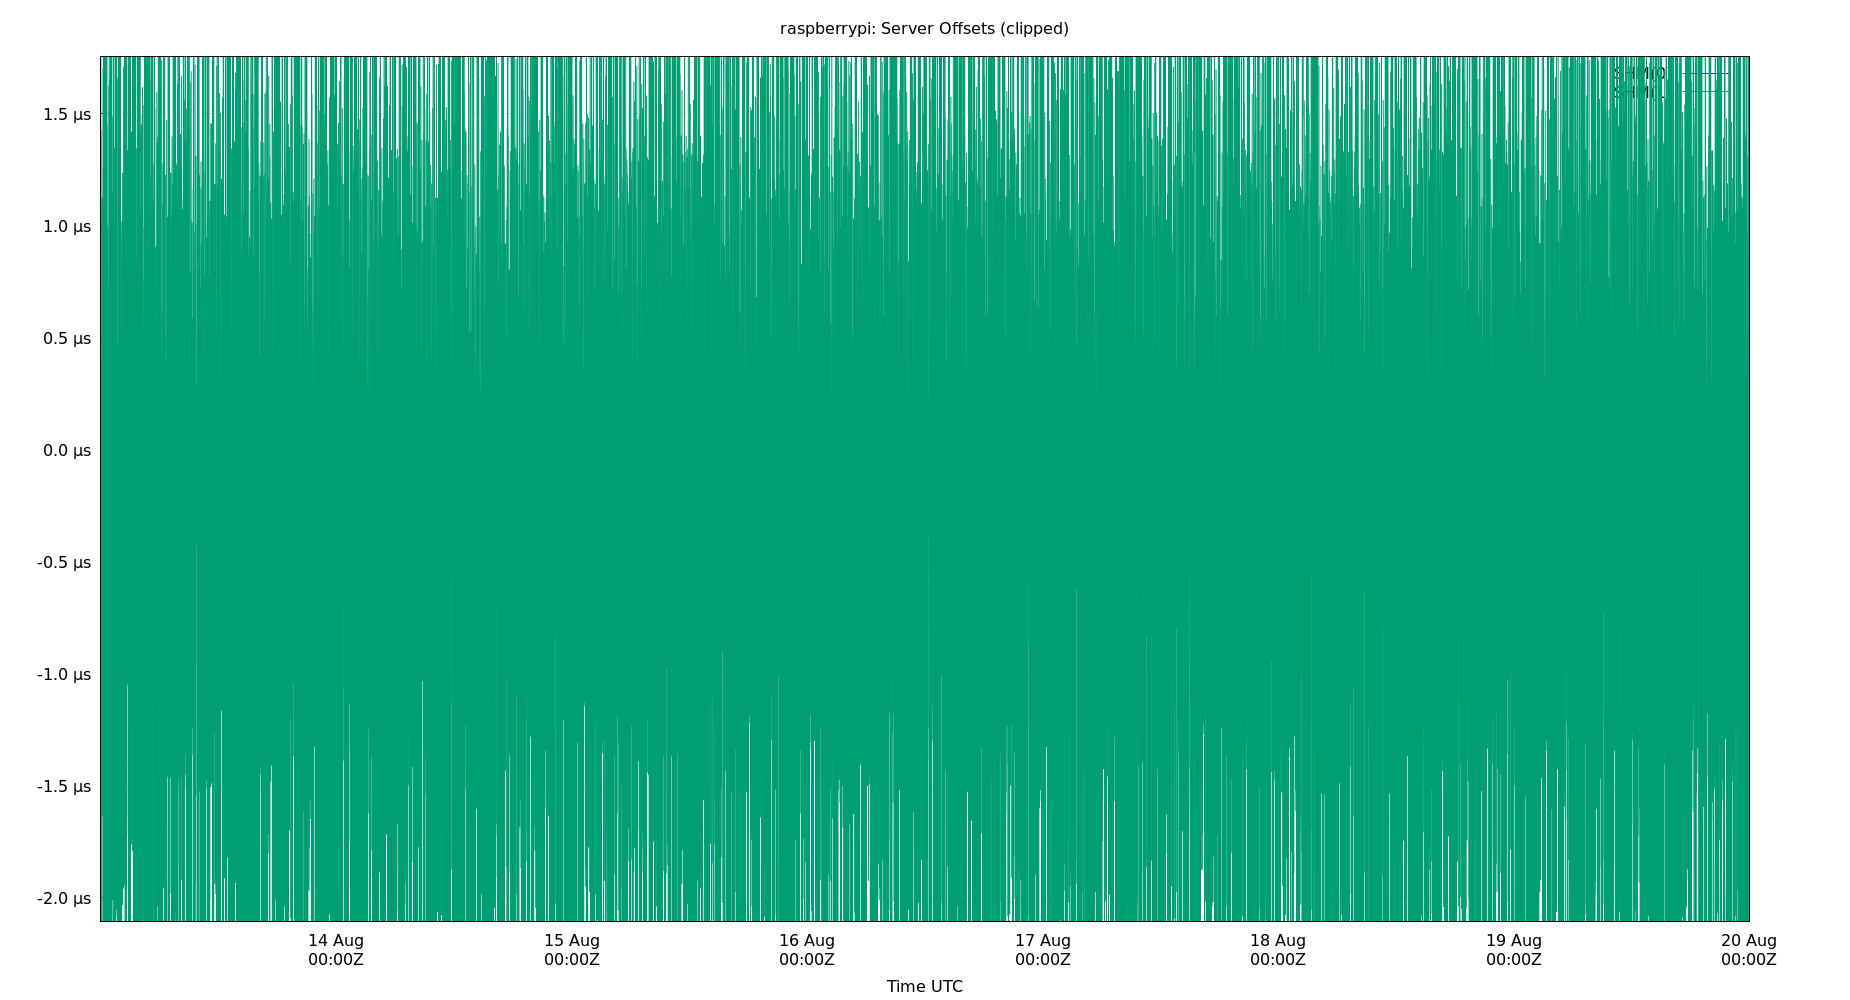 raspberrypi: Server Offsets (clipped)
1.5 µs
1.0 µs
0.5 µs
0.0 µs
-0.5 µs
-1.0 µs
-1.5 µs
-2.0 µs
14 Aug
00:00Z
15 Aug
00:00Z
16 Aug
00:00Z
17 Aug
00:00Z
18 Aug
00:00Z
19 Aug
00:00Z
20 Aug
00:00Z
Time UTC